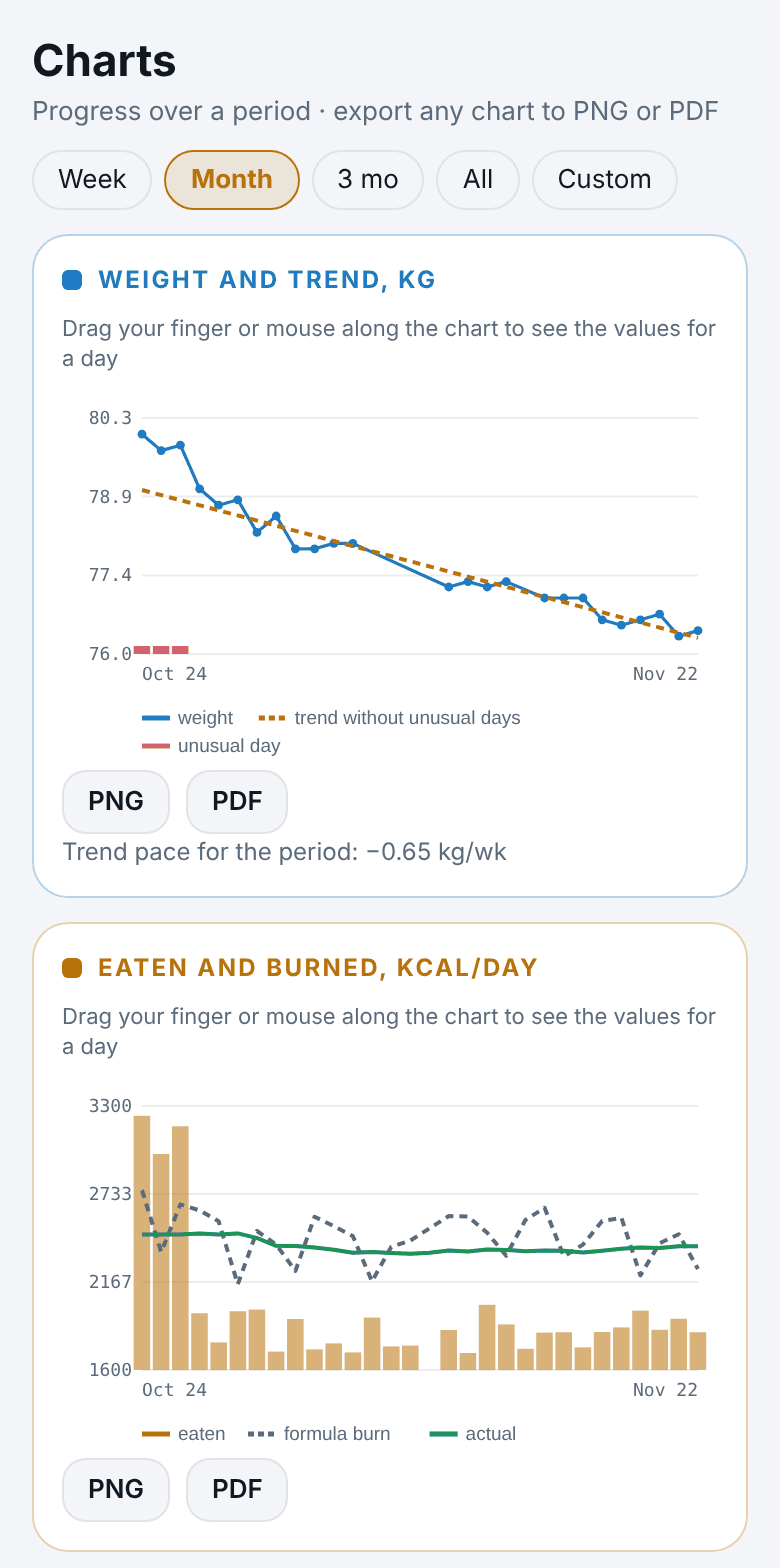 Charts
Progress over a period · export any chart to PNG or PDF
Week Month 3 mo All Custom
WEIGHT AND TREND, KG
Drag your finger or mouse along the chart to see the values for
a day
80.3
78.9
77.4
76.0
Oct 24 Nov 22
weight trend without unusual days
unusual day
PNG PDF
Trend pace for the period: −0.65 kg/wk
EATEN AND BURNED, KCAL/DAY
Drag your finger or mouse along the chart to see the values for
a day
3300
2733
2167
1600
Oct 24 Nov 22
eaten formula burn actual
PNG PDF